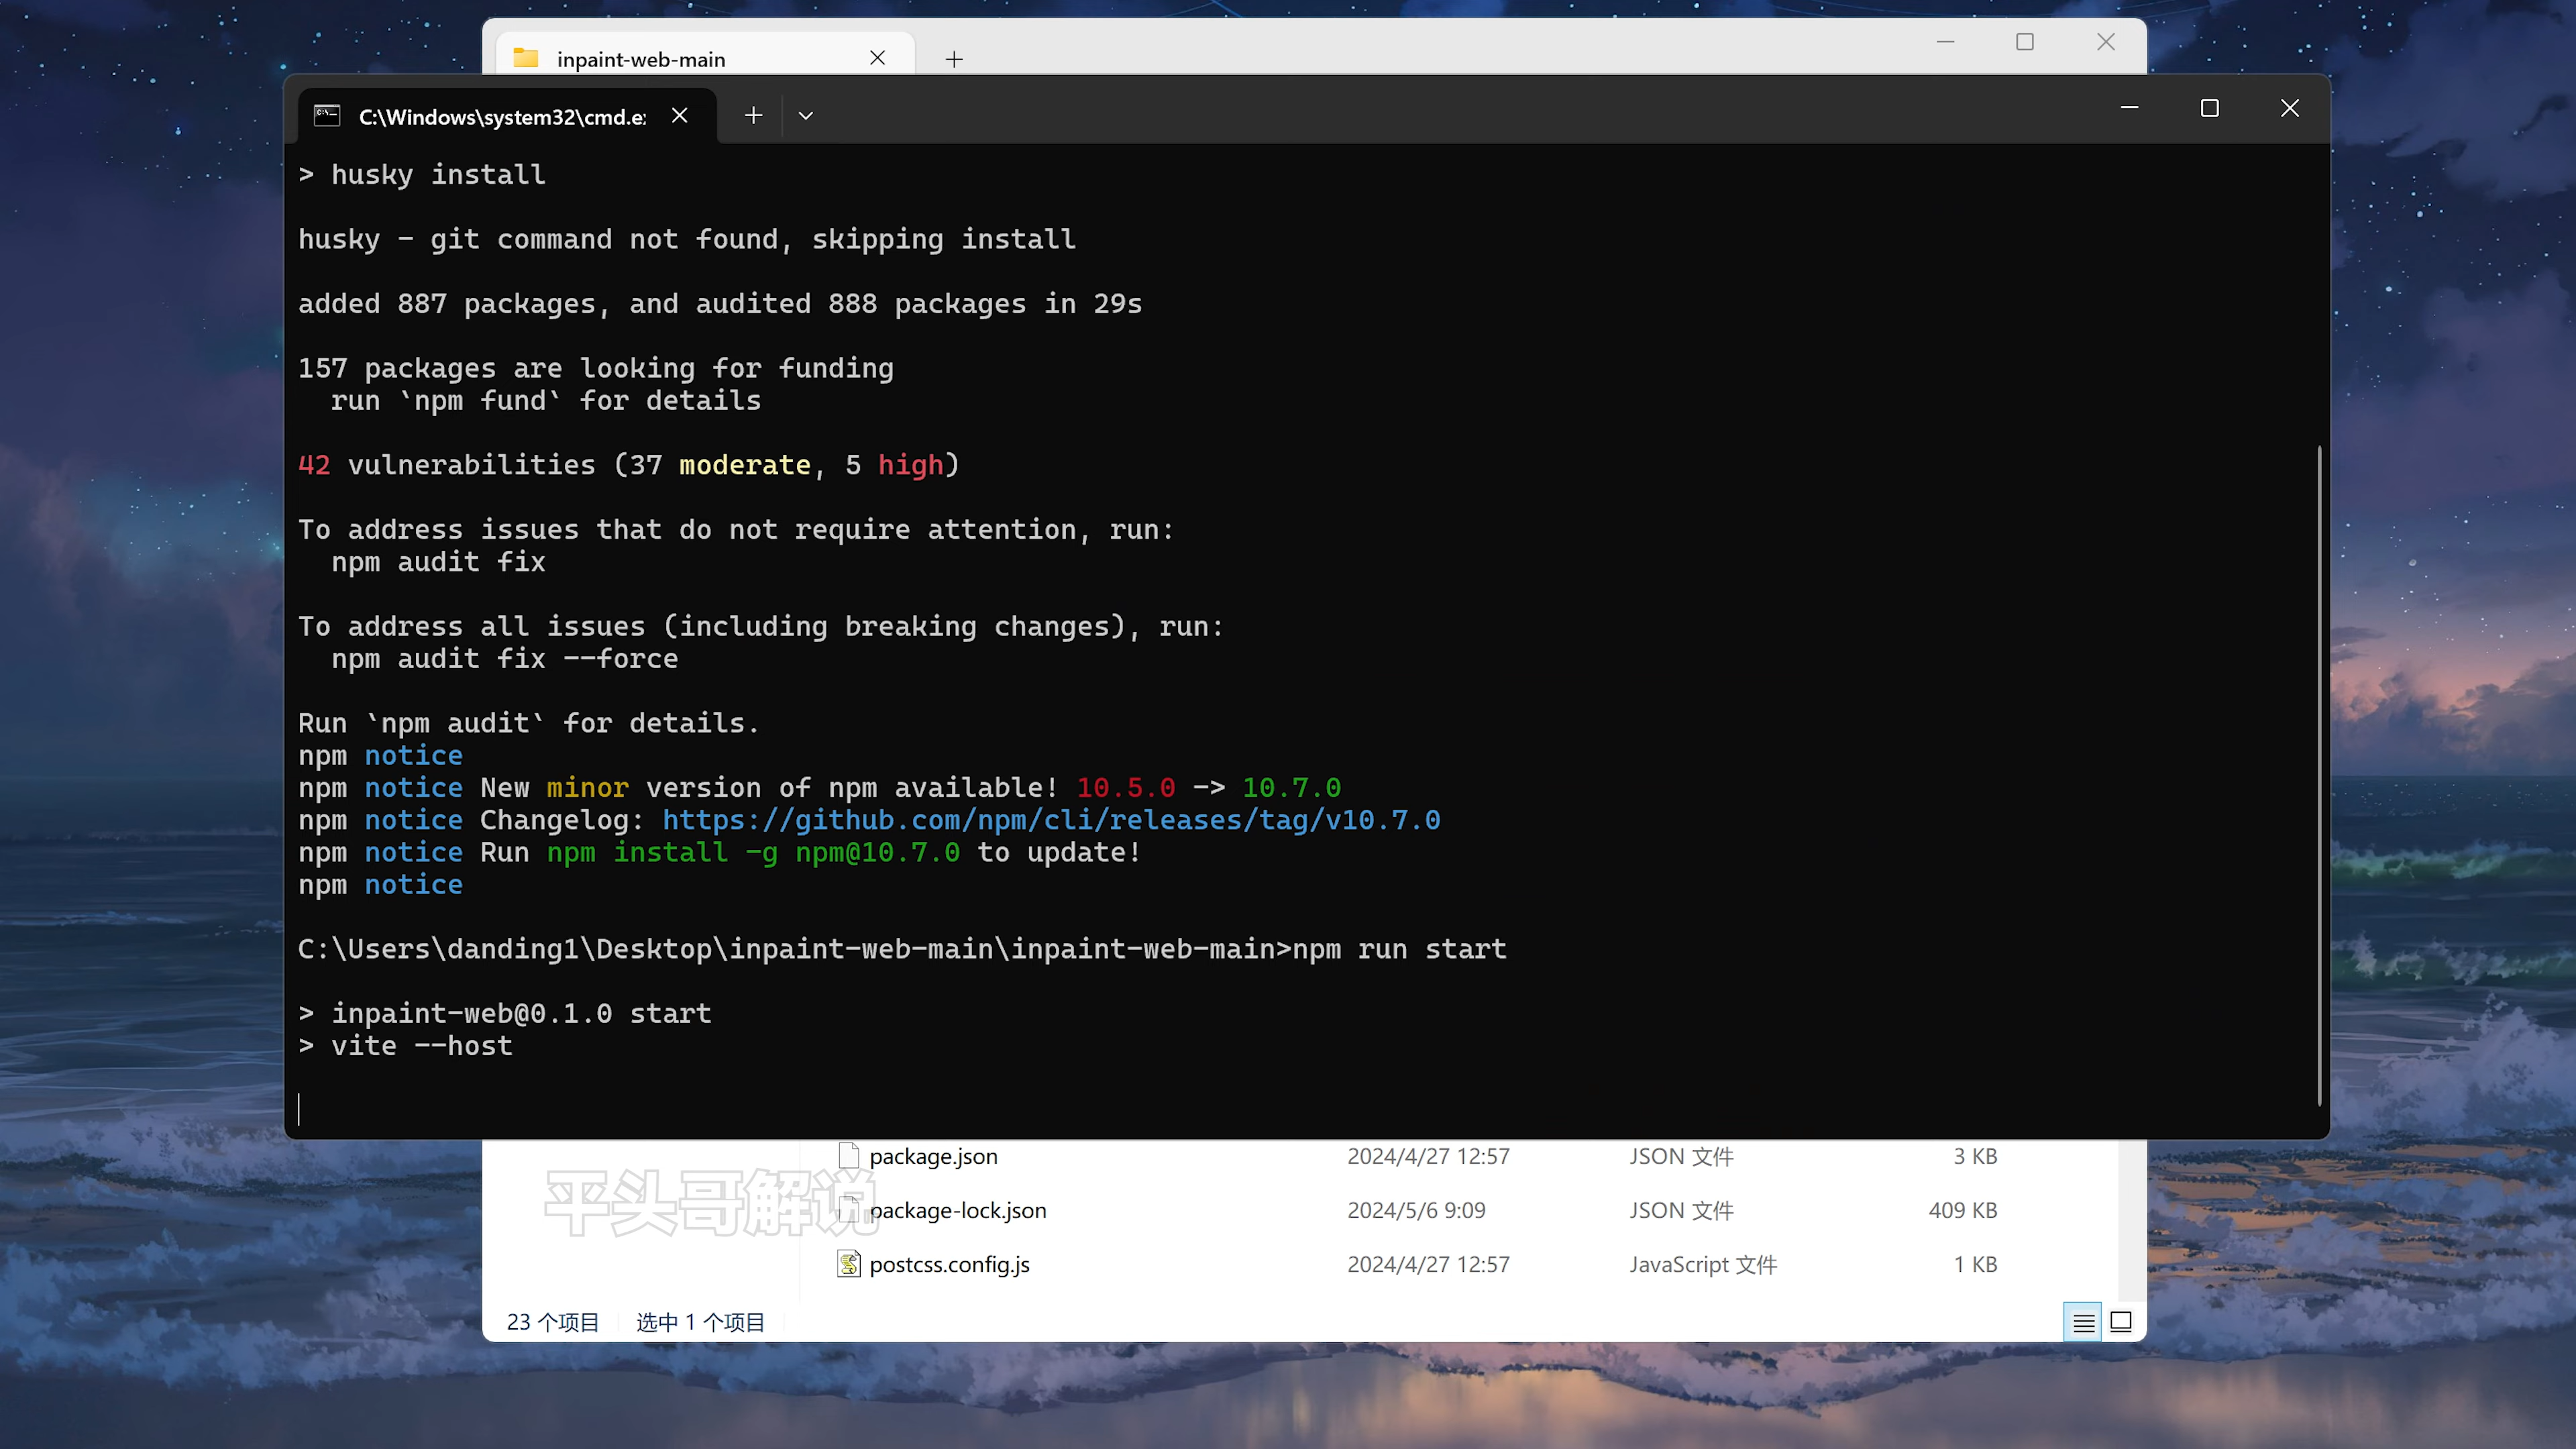 inpaint-web-main
C:\Windows\system32\cmd.e
> husky install
husky - git command not found, skipping install
added 887 packages, and audited 888 packages in 29s
157 packages are looking for funding
run `npm fund` for details
42 vulnerabilities (37 moderate, 5 high)
To address issues that do not require attention, run:
npm audit fix
To address all issues (including breaking changes), run:
npm audit fix --force
Run `npm audit` for details.
npm notice
npm notice New minor version of npm available! 10.5.0 -> 10.7.0
npm notice Changelog: https://github.com/npm/cli/releases/tag/v10.7.0
npm notice Run npm install -g npm@10.7.0 to update!
npm notice
C:\Users\danding1\Desktop\inpaint-web-main\inpaint-web-main>npm run start
> inpaint-web@0.1.0 start
> vite --host
package.json 2024/4/27 12:57 JSON 文件 3 KB
平头哥解说
package-lock.json 2024/5/6 9:09 JSON 文件 409 KB
postcss.config.js 2024/4/27 12:57 JavaScript 文件 1 KB
23 个项目 选中 1 个项目